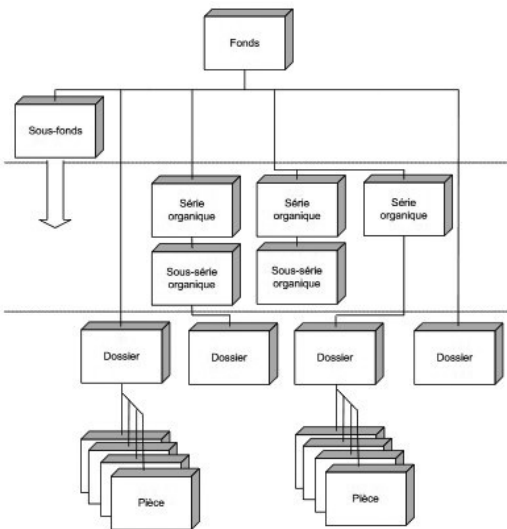 Fonds
Sous-fonds
Série
organique
Série
organique
Série
organique
Sous-série
organique
Sous-série
organique
Dossier
Dossier
Dossier
Dossier
Pièce
Pièce